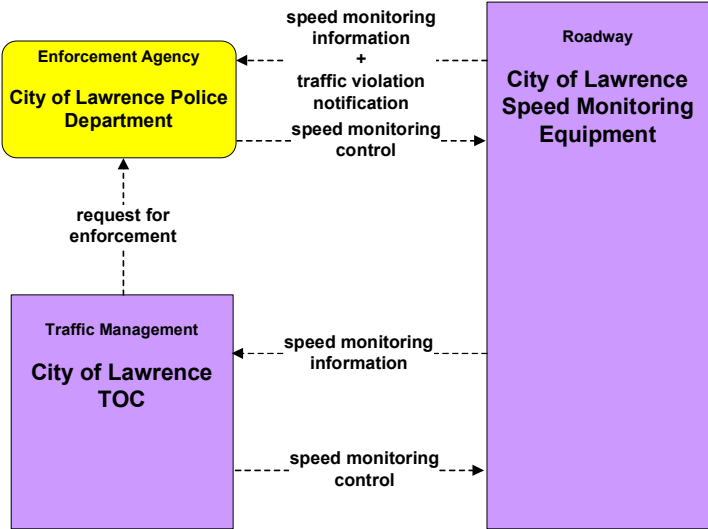 Enforcement Agency
City of Lawrence Police
Department
speed monitoring
information
+
traffic violation
notification
speed monitoring
control
Roadway
City of Lawrence
Speed Monitoring
Equipment
request for
enforcement
Traffic Management
City of Lawrence
TOC
speed monitoring
information
speed monitoring
control